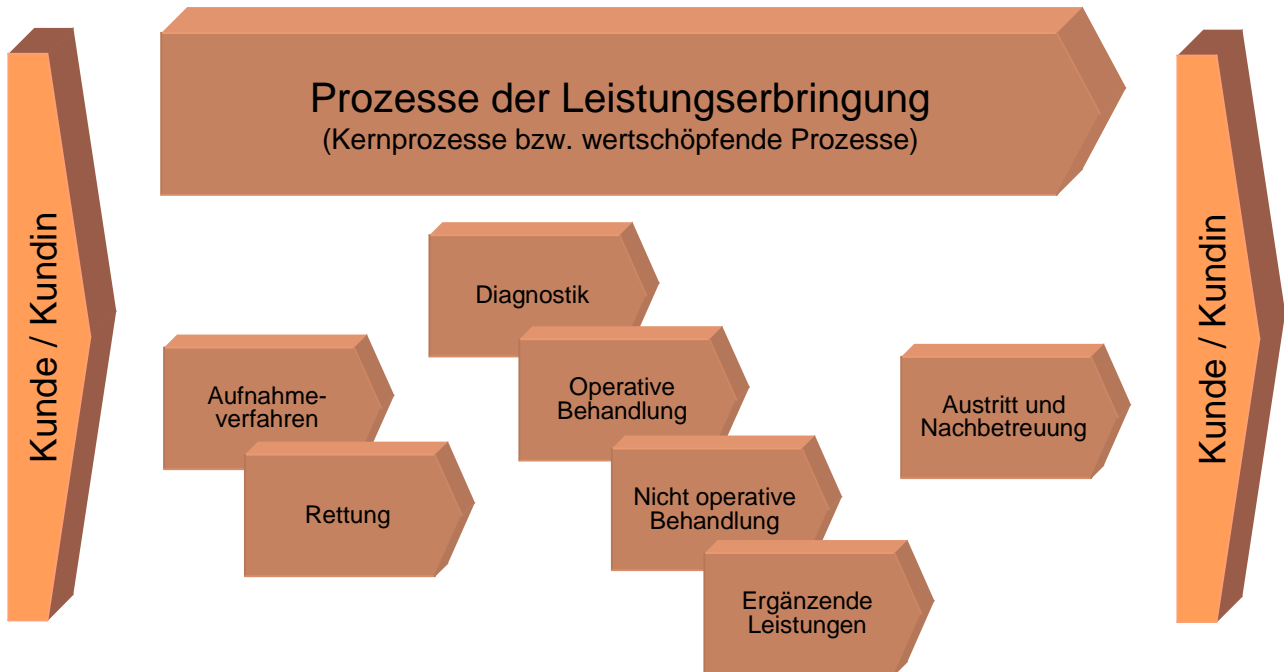 Kunde / Kundin
Prozesse der Leistungserbringung
(Kernprozesse bzw. wertschöpfende Prozesse)
Diagnostik
Aufnahme-
verfahren
Operative
Behandlung
Austritt und
Nachbetreuung
Rettung
Nicht operative
Behandlung
Ergänzende
Leistungen
Kunde / Kundin